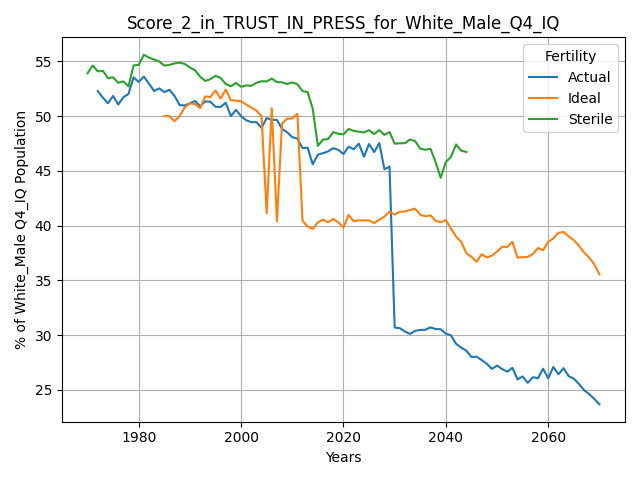 Score_2_in_TRUST_IN_PRESS_for_White_Male_Q4_IQ
% of White_Male Q4_IQ Population
55
50
45
40
35
30
25
Fertility
Actual
Ideal
Sterile
1980
2000
2020
2040
2060
Years